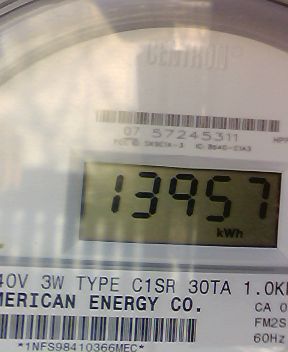 CENTRON
07 57245311
13957
kWh
40V 3W TYPE C1SR 30TA 1.0K
MERICAN ENERGY CO.
CA 0
FM2S
60Hz
*1NFS98410366MEC*